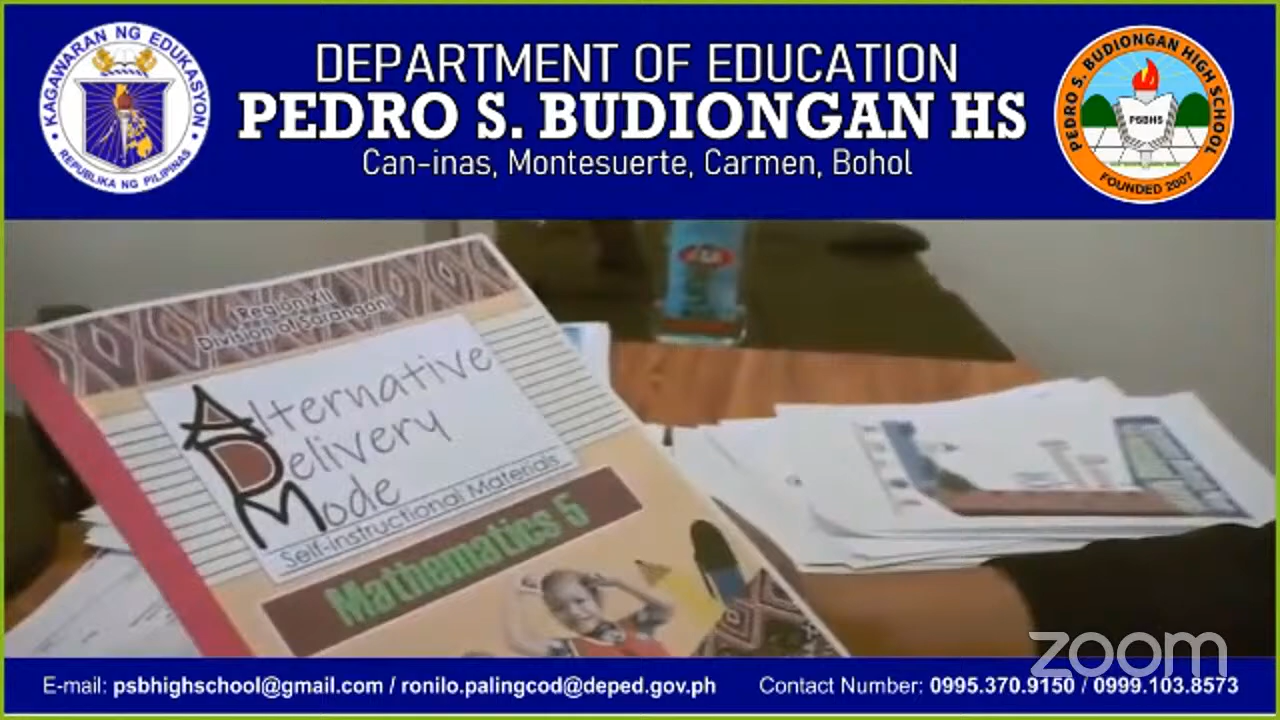 KAGAWARAN NG EDUKASYON
REPUBLIKA NG PILIPINAS
DEPARTMENT OF EDUCATION
PEDRO S. BUDIONGAN HS
Can-inas, Montesuerte, Carmen, Bohol
PEDRO S. BUDIONGAN HIGH SCHOOL
PSBHS
FOUNDED 2007
Region XII
Division of Sarangan
Alternative
Delivery
Mode
Self-instructional Materials
Mathematics 5
zoom
E-mail: psbhighschool@gmail.com / ronilo.palingcod@deped.gov.ph
Contact Number: 0995.370.9150 / 0999.103.8573